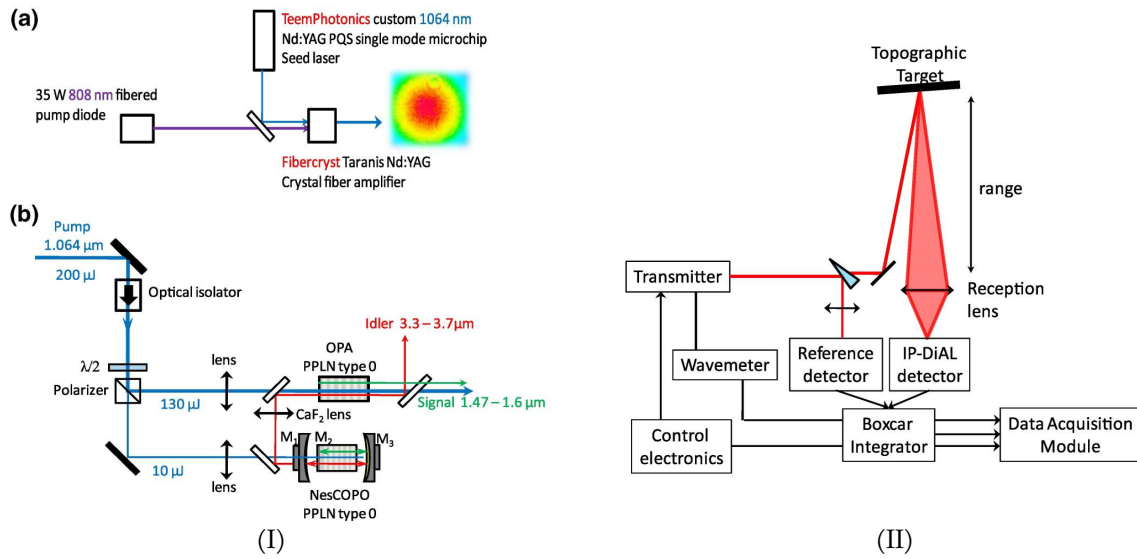 (a)
TeemPhotonics custom 1064 nm
Nd:YAG PQS single mode microchip
Seed laser
35 W 808 nm fibered
pump diode
Fibercryst Taranis Nd:YAG
Crystal fiber amplifier
(b)
Pump
1.064 µm
200 µJ
Optical isolator
λ/2
Polarizer
lens
130 µJ
OPA
PPLN type 0
Idler 3.3 – 3.7µm
Signal 1.47 - 1.6 µm
CaF2 lens
M1
M2
M3
10 µJ
lens
NesCOPO
PPLN type 0
(I)
Topographic
Target
range
Transmitter
Reception
lens
Wavemeter
Reference
detector
IP-DiAL
detector
Control
electronics
Boxcar
Integrator
Data Acquisition
Module
(II)